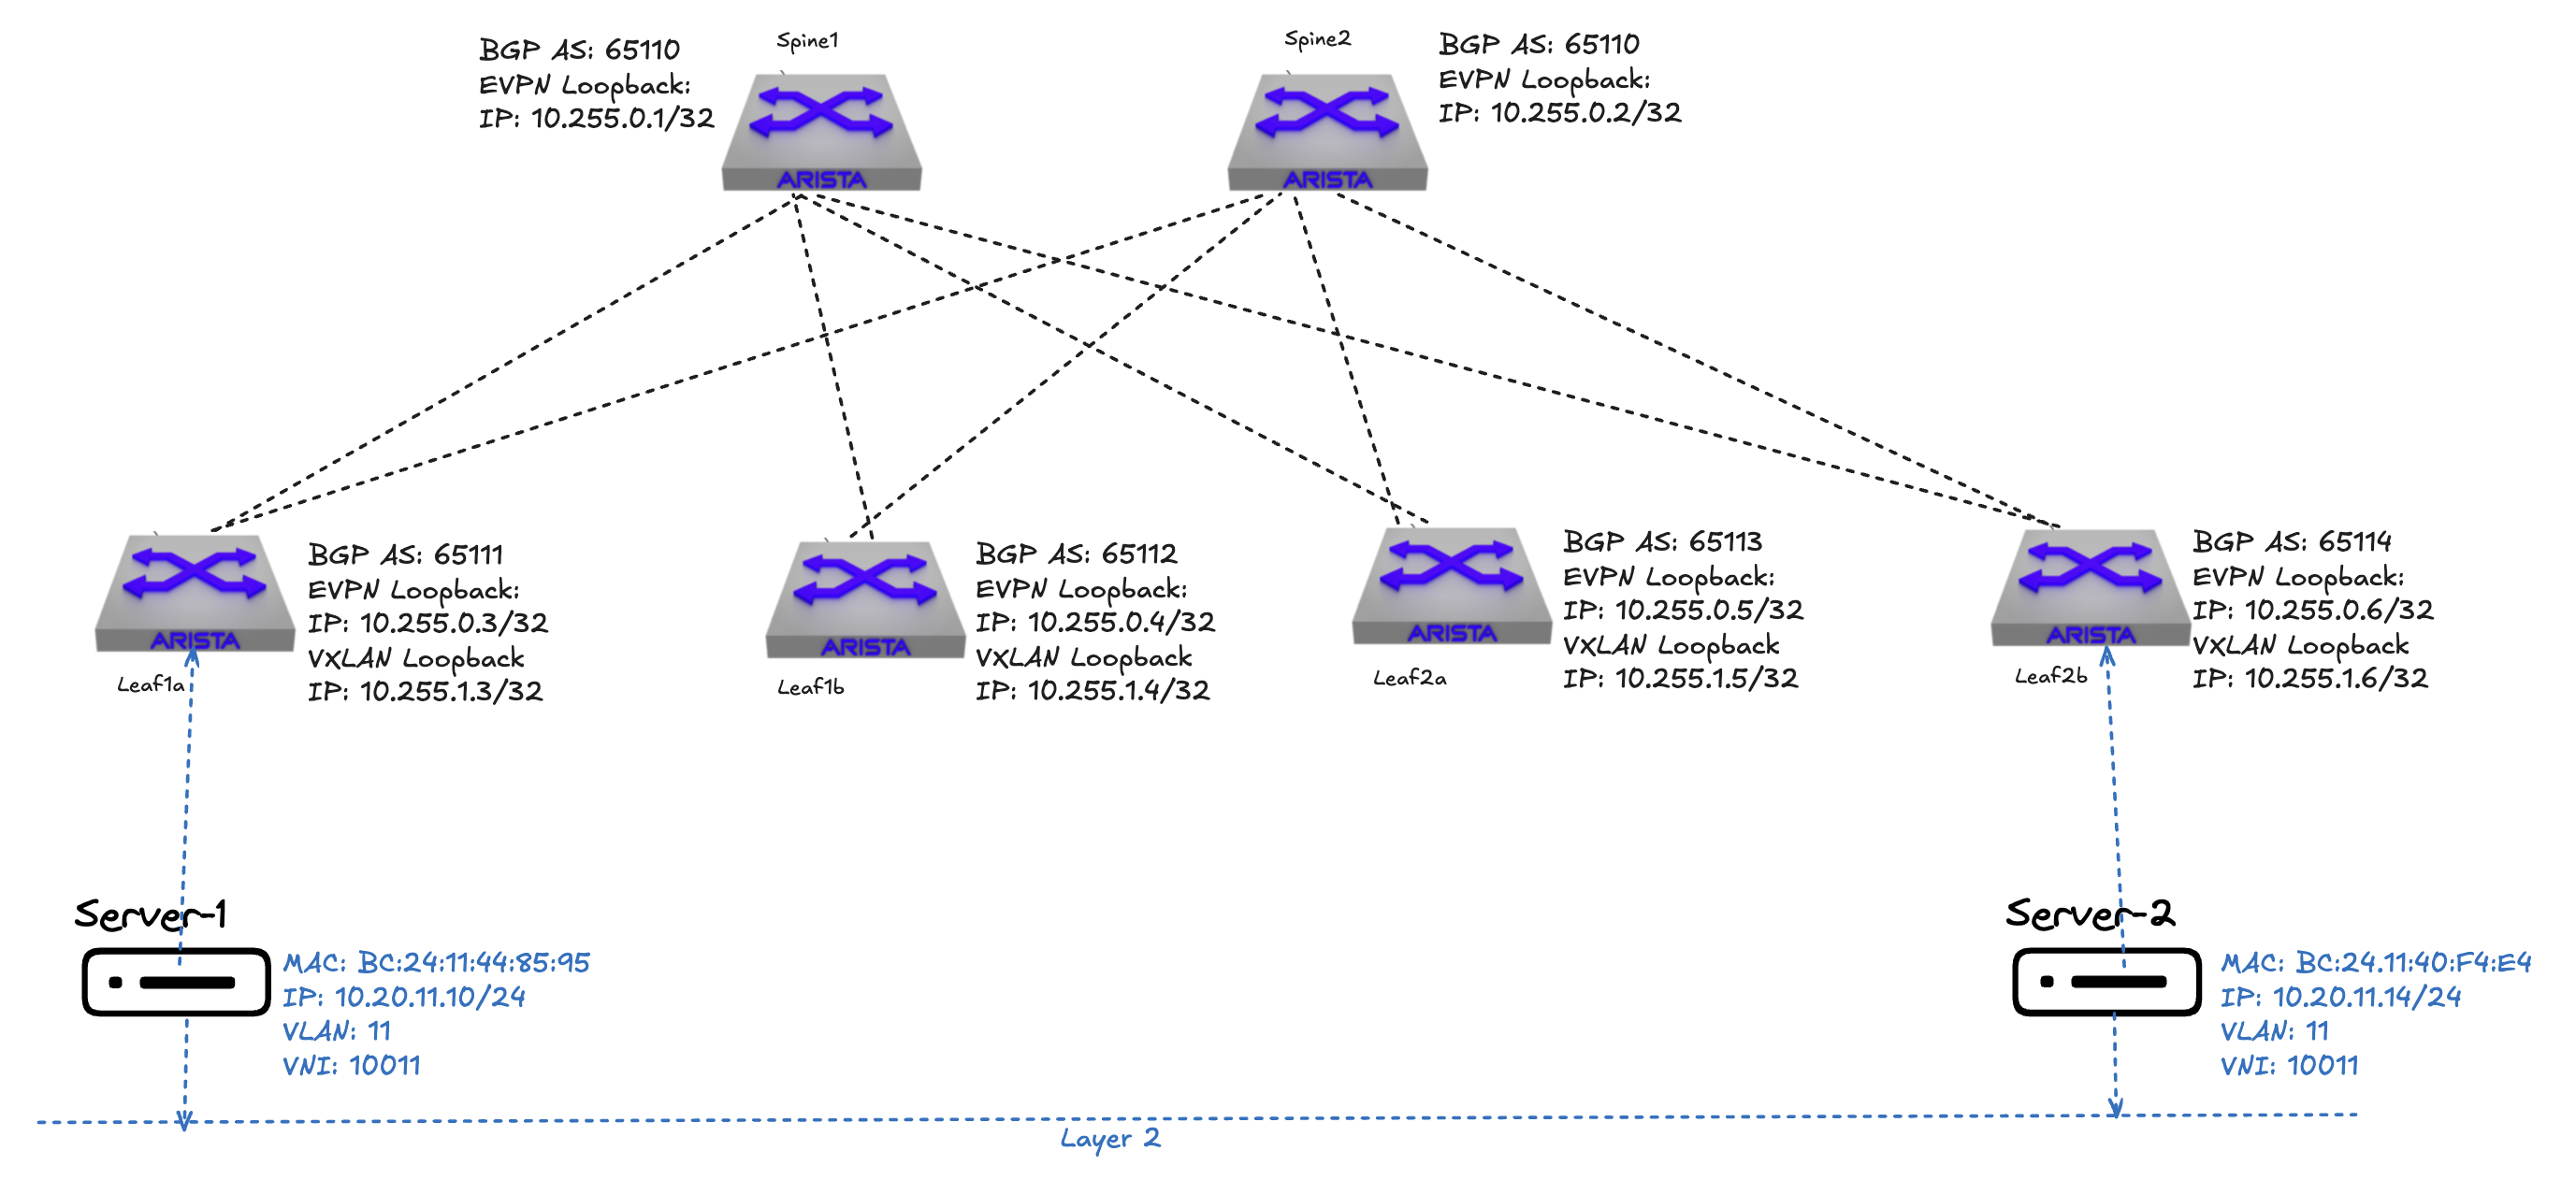 Spine1
BGP AS: 65110
EVPN Loopback:
IP: 10.255.0.1/32
ARISTA
Spine2
BGP AS: 65110
EVPN Loopback:
IP: 10.255.0.2/32
ARISTA
ARISTA
Leaf1a
BGP AS: 65111
EVPN Loopback:
IP: 10.255.0.3/32
VXLAN Loopback
IP: 10.255.1.3/32
ARISTA
Leaf1b
BGP AS: 65112
EVPN Loopback:
IP: 10.255.0.4/32
VXLAN Loopback
IP: 10.255.1.4/32
ARISTA
Leaf2a
BGP AS: 65113
EVPN Loopback:
IP: 10.255.0.5/32
VXLAN Loopback
IP: 10.255.1.5/32
ARISTA
Leaf2b
BGP AS: 65114
EVPN Loopback:
IP: 10.255.0.6/32
VXLAN Loopback
IP: 10.255.1.6/32
Server-1
MAC: BC:24:11:44:85:95
IP: 10.20.11.10/24
VLAN: 11
VNI: 10011
Server-2
MAC: BC:24.11:40:F4:E4
IP: 10.20.11.14/24
VLAN: 11
VNI: 10011
Layer 2